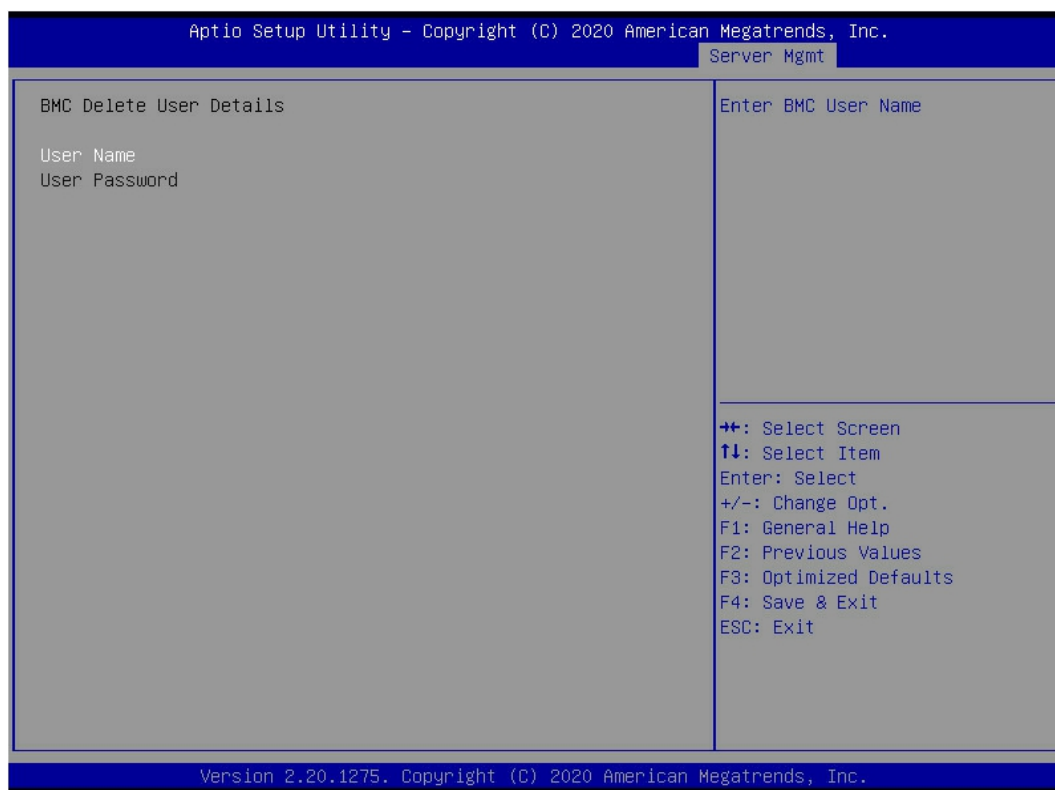 Aptio Setup Utility – Copyright (C) 2020 American Megatrends, Inc.
Server Mgmt
BMC Delete User Details
User Name
User Password
Enter BMC User Name
→←: Select Screen
↑↓: Select Item
Enter: Select
+/-: Change Opt.
F1: General Help
F2: Previous Values
F3: Optimized Defaults
F4: Save & Exit
ESC: Exit
Version 2.20.1275. Copyright (C) 2020 American Megatrends, Inc.